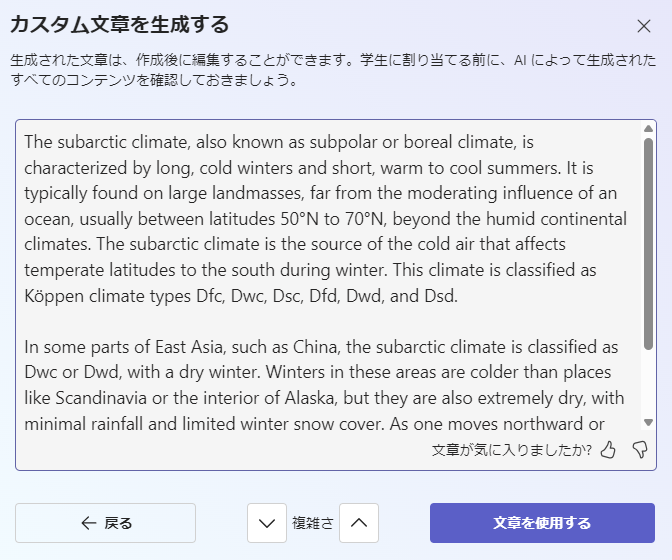 カスタム文章を生成する
生成された文章は、作成後に編集することができます。学生に割り当てる前に、AI によって生成された
すべてのコンテンツを確認しておきましょう。
The subarctic climate, also known as subpolar or boreal climate, is
characterized by long, cold winters and short, warm to cool summers. It is
typically found on large landmasses, far from the moderating influence of an
ocean, usually between latitudes 50°N to 70°N, beyond the humid continental
climates. The subarctic climate is the source of the cold air that affects
temperate latitudes to the south during winter. This climate is classified as
Köppen climate types Dfc, Dwc, Dsc, Dfd, Dwd, and Dsd.
In some parts of East Asia, such as China, the subarctic climate is classified as
Dwc or Dwd, with a dry winter. Winters in these areas are colder than places
like Scandinavia or the interior of Alaska, but they are also extremely dry, with
minimal rainfall and limited winter snow cover. As one moves northward or
文章が気に入りましたか?
戻る
複雑さ
文章を使用する